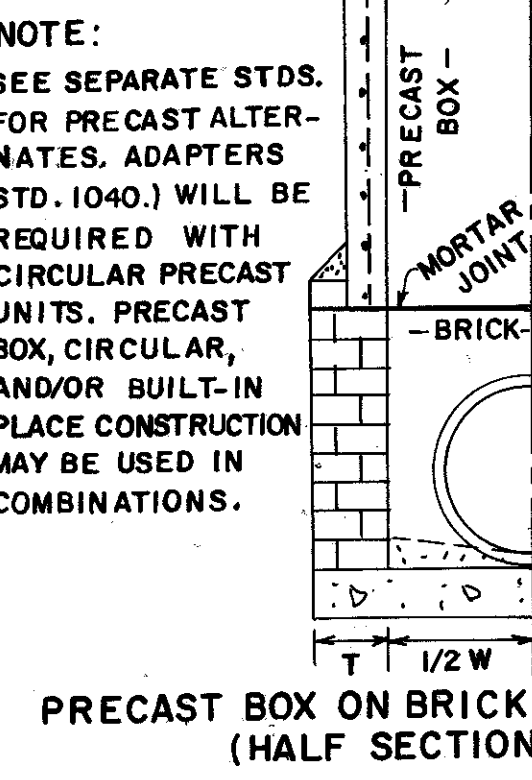 NOTE:
SEE SEPARATE STDS.
FOR PRECAST ALTER-
NATES. ADAPTERS
STD. 1040.) WILL BE
REQUIRED WITH
CIRCULAR PRECAST
UNITS. PRECAST
BOX, CIRCULAR,
AND/OR BUILT-IN
PLACE CONSTRUCTION
MAY BE USED IN
COMBINATIONS.
-PRECAST
BOX-
MORTAR
JOINT
-BRICK-
T
1/2 W
PRECAST BOX ON BRICK
(HALF SECTION